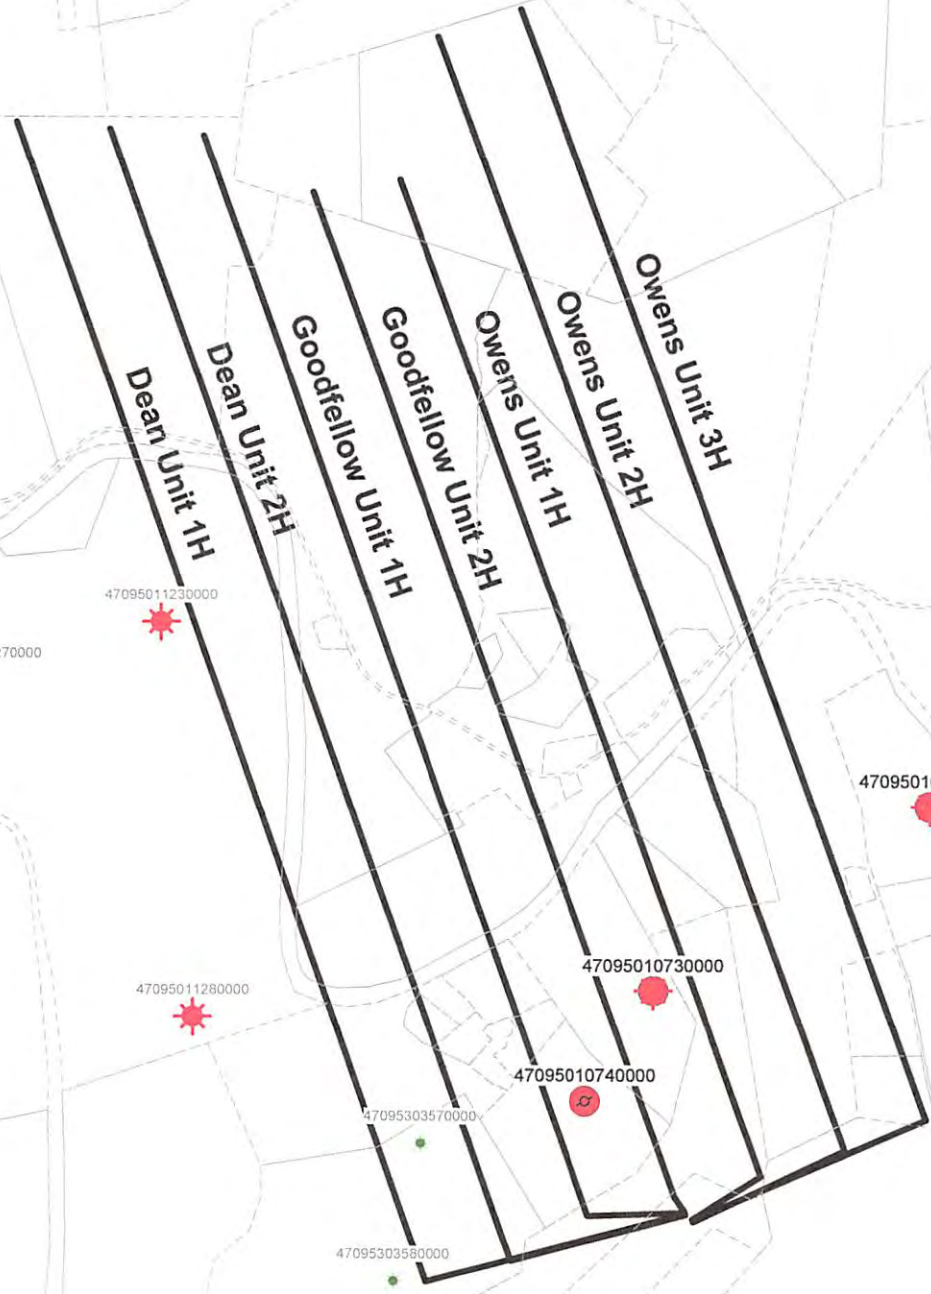 Owens Unit 3H
Owens Unit 2H
Owens Unit 1H
Goodfellow Unit 2H
Goodfellow Unit 1H
Dean Unit 2H
Dean Unit 1H
47095011230000
270000
4709501
47095010730000
47095011280000
47095010740000
47095303570000
47095303580000